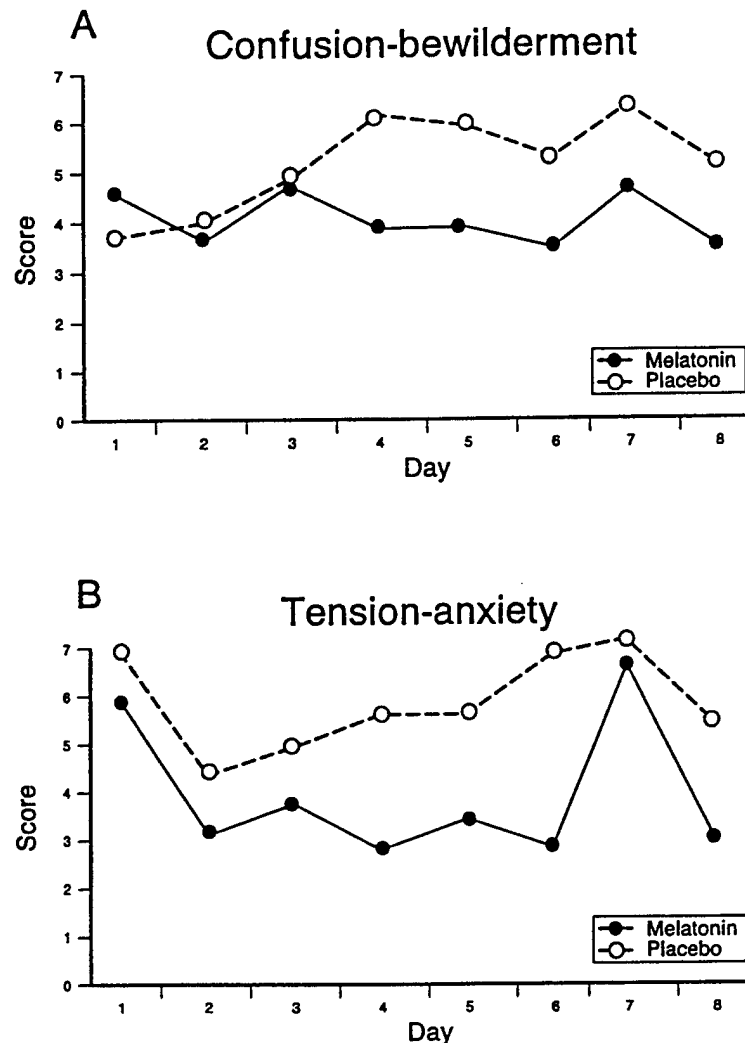 A
Confusion-bewilderment
7
6
5
4
3
2
1
0
Score
Melatonin
Placebo
1 2 3 4 5 6 7 8
Day
B
Tension-anxiety
7
6
5
4
3
2
1
0
Score
Melatonin
Placebo
1 2 3 4 5 6 7 8
Day